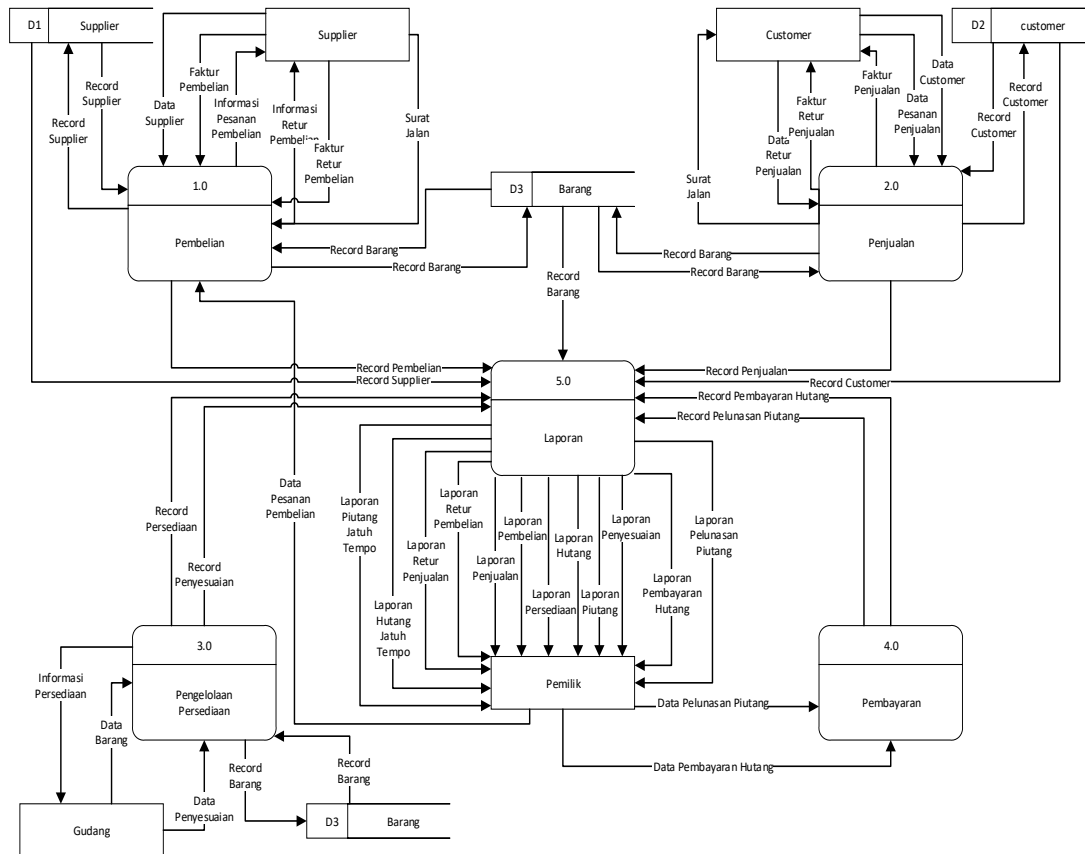 D1
Supplier
Supplier
Customer
D2
customer
Record
Supplier
Record
Supplier
Data
Supplier
Faktur
Pembelian
Informasi
Pesanan
Pembelian
Informasi
Retur
Pembelian
Faktur
Retur
Pembelian
Surat
Jalan
Surat
Jalan
Data
Retur
Penjualan
Faktur
Retur
Penjualan
Faktur
Penjualan
Data
Pesanan
Penjualan
Data
Customer
Record
Customer
Record
Customer
1.0
Pembelian
D3
Barang
2.0
Penjualan
Record Barang
Record Barang
Record
Barang
Record Barang
Record Barang
Record Pembelian
Record Supplier
5.0
Laporan
Record Penjualan
Record Customer
Record Pembayaran Hutang
Record Pelunasan Piutang
Record
Persediaan
Record
Penyesuaian
Data
Pesanan
Pembelian
Laporan
Piutang
Jatuh
Tempo
Laporan
Hutang
Jatuh
Tempo
Laporan
Retur
Penjualan
Laporan
Retur
Pembelian
Laporan
Penjualan
Laporan
Pembelian
Laporan
Persediaan
Laporan
Hutang
Laporan
Piutang
Laporan
Penyesuaian
Laporan
Pembayaran
Hutang
Laporan
Pelunasan
Piutang
3.0
Pengelolaan
Persediaan
Pemilik
4.0
Pembayaran
Data Pelunasan Piutang
Data Pembayaran Hutang
Informasi
Persediaan
Data
Barang
Data
Penyesuaian
Record
Barang
Record
Barang
Gudang
D3
Barang